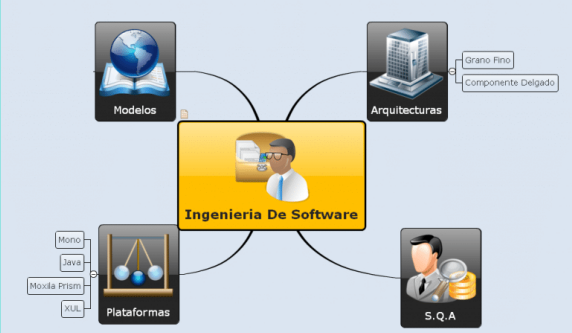 Modelos
Arquitecturas
Grano Fino
Componente Delgado
Ingenieria De Software
Plataformas
Mono
Java
Moxila Prism
XUL
S.Q.A